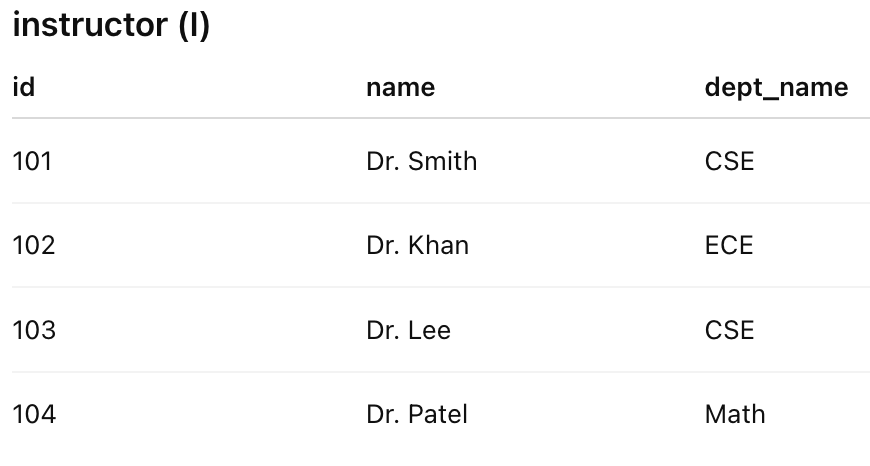 instructor (I)
id name dept_name
101 Dr. Smith CSE
102 Dr. Khan ECE
103 Dr. Lee CSE
104 Dr. Patel Math